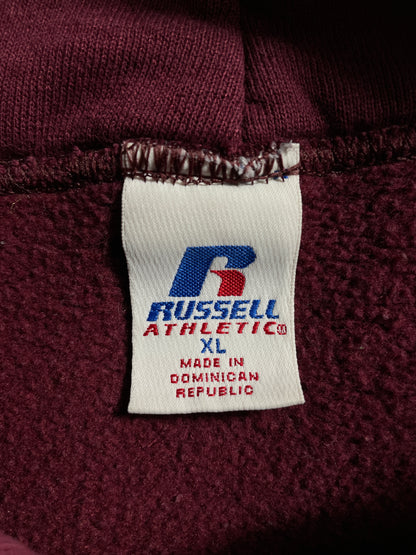 RUSSELL
ATHLETIC
XL
MADE IN
DOMINICAN
REPUBLIC